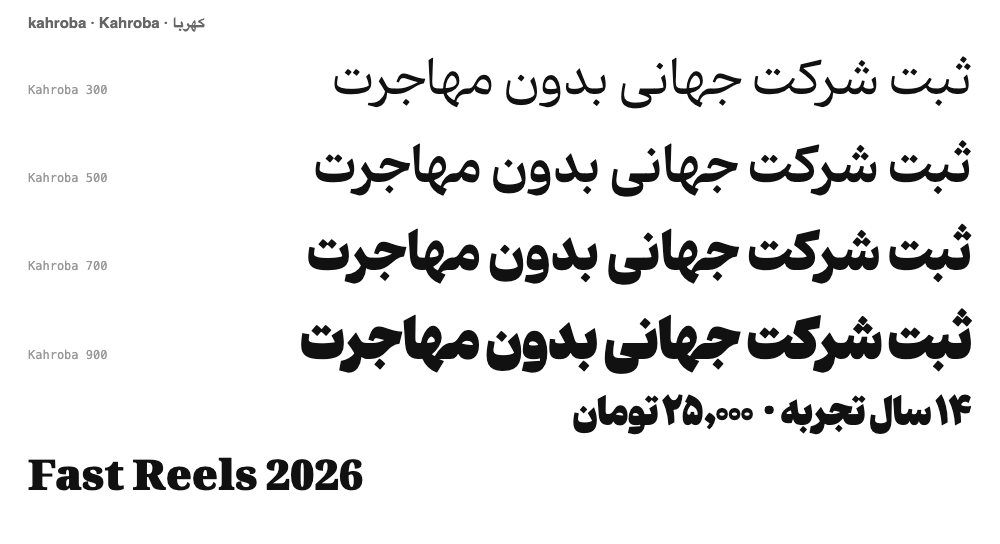 kahroba · Kahroba · کهربا
Kahroba 300
ثبت شرکت جهانی بدون مهاجرت
Kahroba 500
ثبت شرکت جهانی بدون مهاجرت
Kahroba 700
ثبت شرکت جهانی بدون مهاجرت
Kahroba 900
ثبت شرکت جهانی بدون مهاجرت
۱۴ سال تجربه • ۲۵,۰۰۰ تومان
Fast Reels 2026